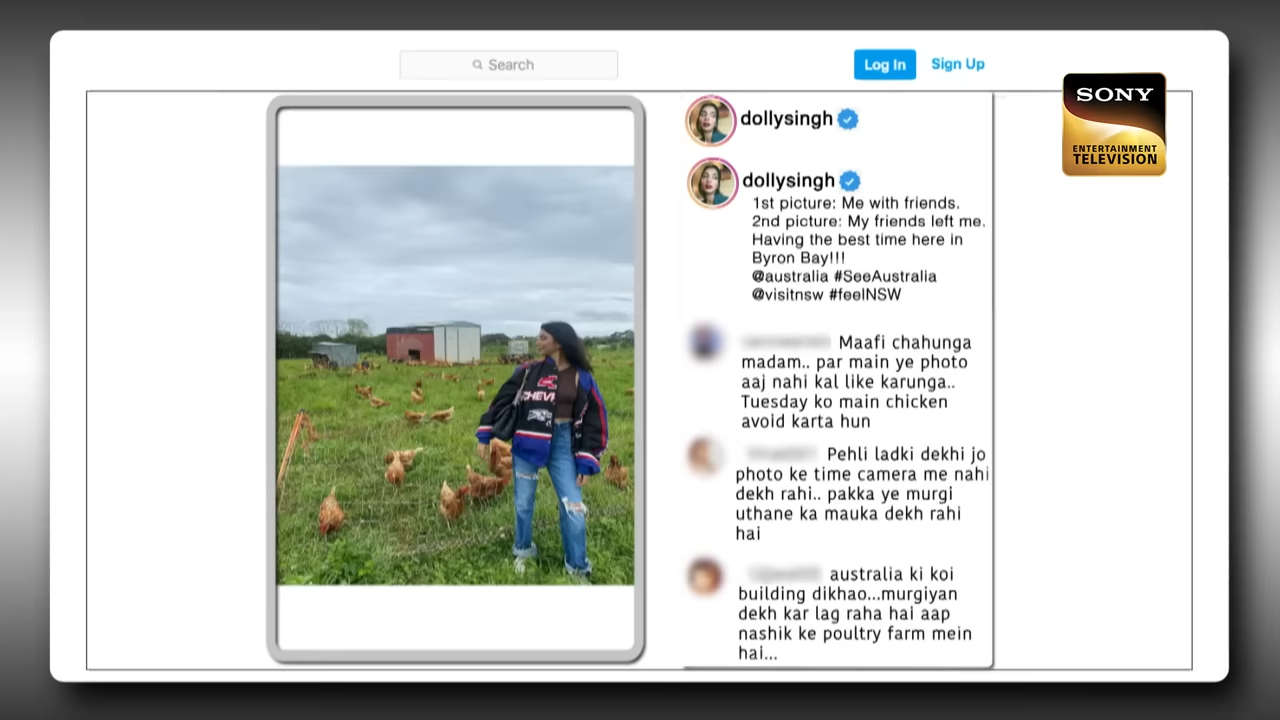 Search
Log In
Sign Up
SONY
ENTERTAINMENT
TELEVISION
dollysingh
dollysingh
1st picture: Me with friends.
2nd picture: My friends left me.
Having the best time here in
Byron Bay!!!
@australia #SeeAustralia
@visitnsw #feelNSW
Maafi chahunga
madam.. par main ye photo
aaj nahi kal like karunga..
Tuesday ko main chicken
avoid karta hun
Pehli ladki dekhi jo
photo ke time camera me nahi
dekh rahi.. pakka ye murgi
uthane ka mauka dekh rahi
hai
australia ki koi
building dikhao...murgiyan
dekh kar lag raha hai aap
nashik ke poultry farm mein
hai...